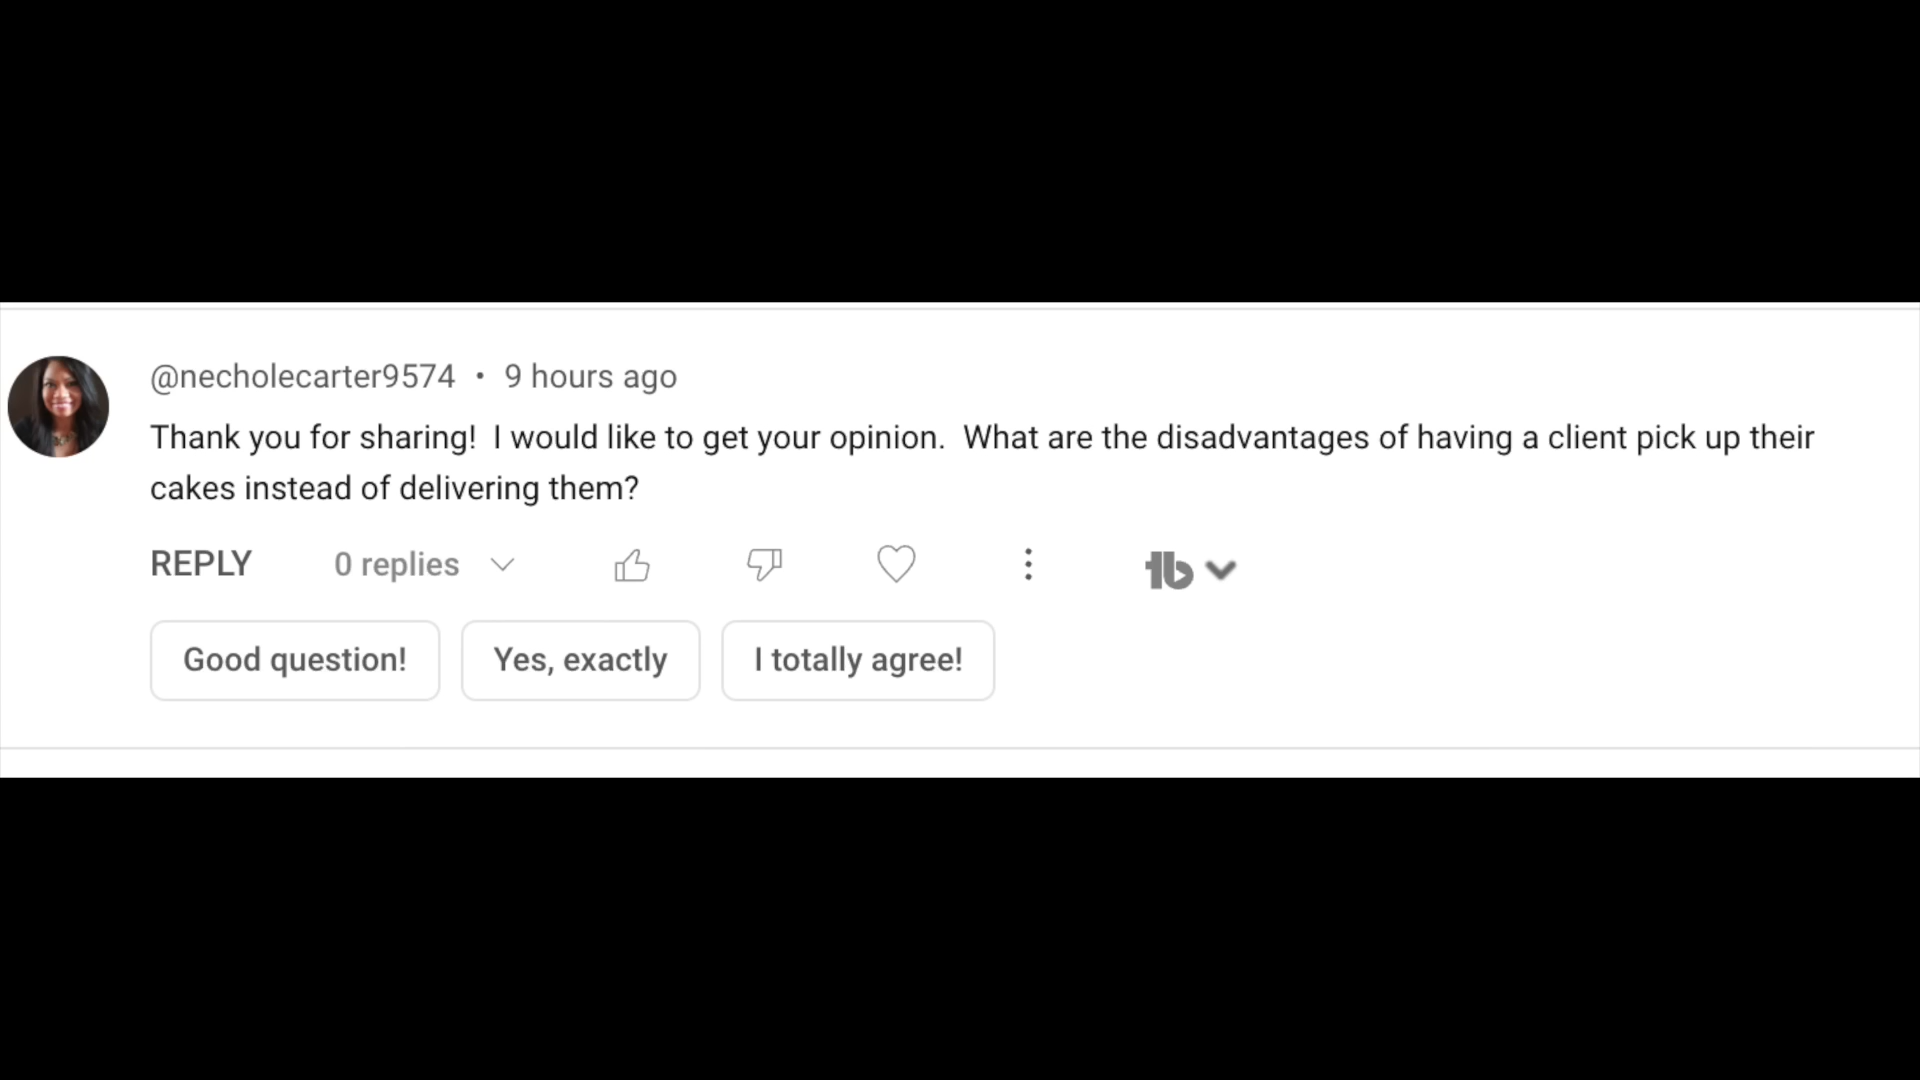 @necholecarter9574 • 9 hours ago
Thank you for sharing!  I would like to get your opinion.  What are the disadvantages of having a client pick up their
cakes instead of delivering them?
REPLY 0 replies
Good question! Yes, exactly I totally agree!